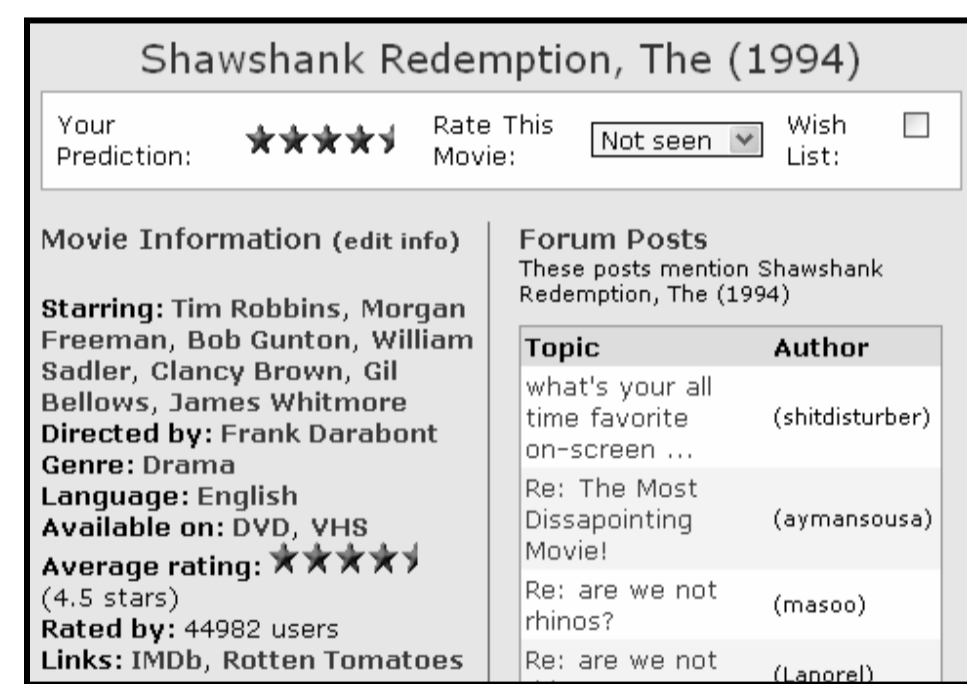 Shawshank Redemption, The (1994)
Your
Prediction:
Rate This
Movie:
Not seen
Wish
List:
Movie Information (edit info)
Starring: Tim Robbins, Morgan
Freeman, Bob Gunton, William
Sadler, Clancy Brown, Gil
Bellows, James Whitmore
Directed by: Frank Darabont
Genre: Drama
Language: English
Available on: DVD, VHS
Average rating:
(4.5 stars)
Rated by: 44982 users
Links: IMDb, Rotten Tomatoes
Forum Posts
These posts mention Shawshank
Redemption, The (1994)
Topic Author
what's your all
time favorite
on-screen ...
(shitdisturber)
Re: The Most
Dissapointing
Movie!
(aymansousa)
Re: are we not
rhinos?
(masoo)
Re: are we not
(Lanorel)